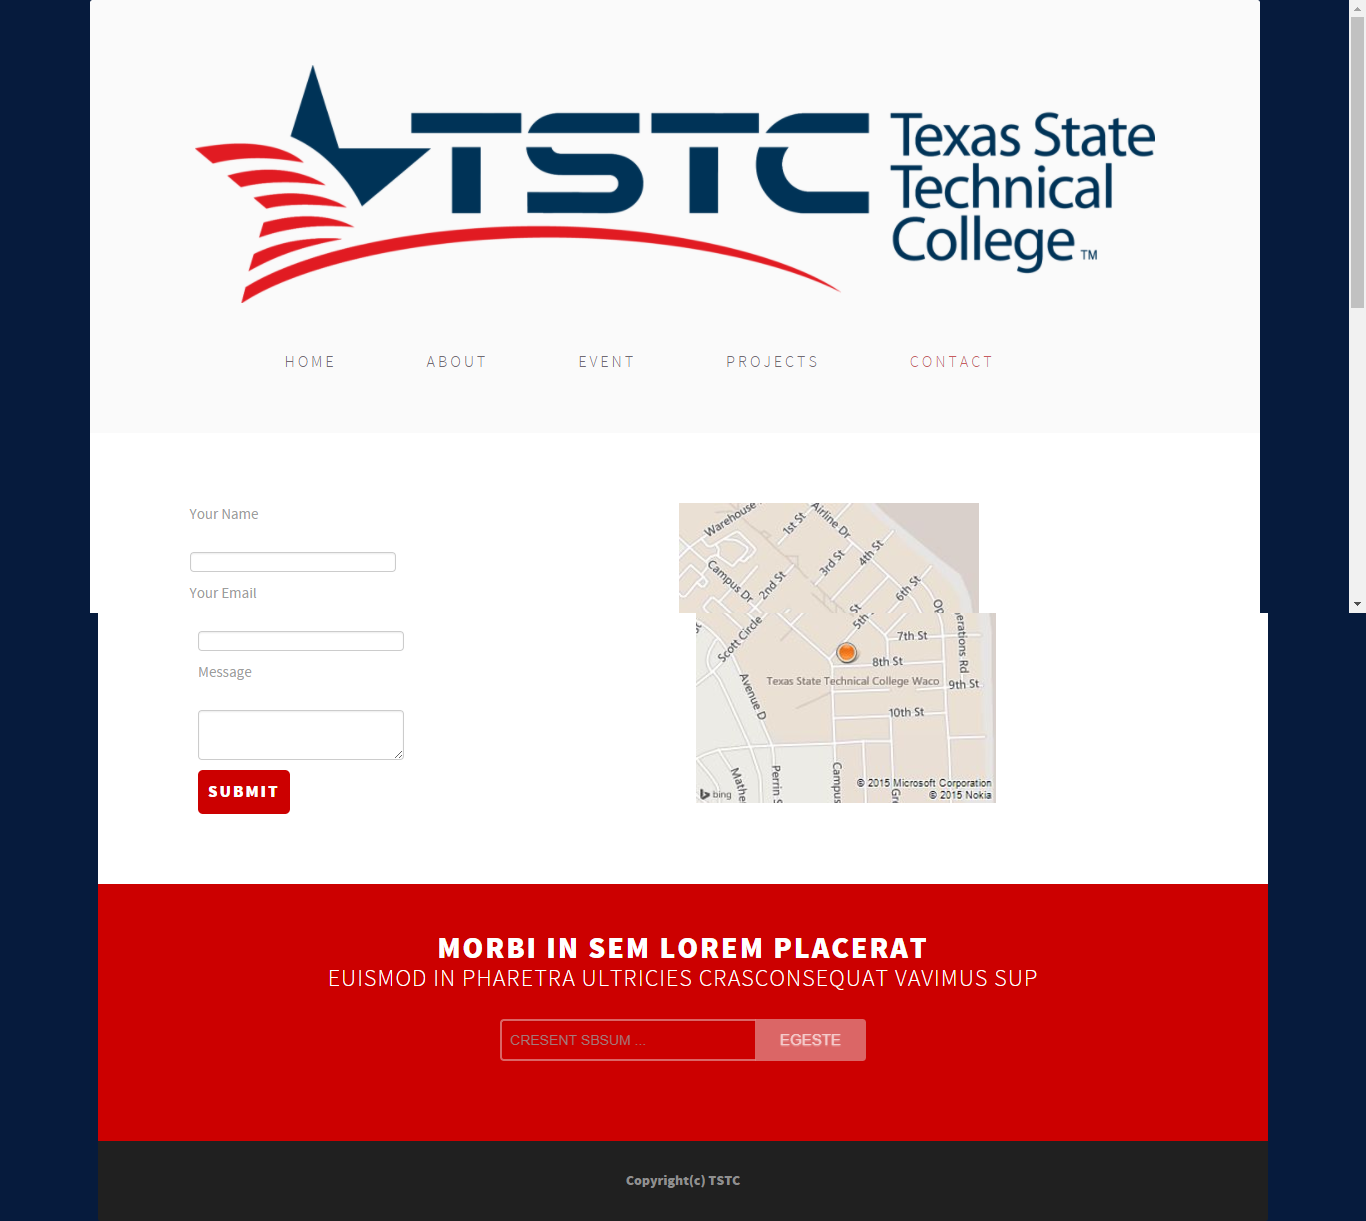 TSTC
Texas State
Technical
College TM
HOME ABOUT EVENT PROJECTS CONTACT
Your Name
Your Email
Message
SUBMIT
Warehouse
1st St
Airline Dr
Campus Dr
2nd St
3rd St
4th St
6th St
St
5th
Scott Circle
7th St
8th St
Texas State Technical College Waco
9th St
10th St
Avenue D
erations Rd
Op
Perrin S
Mathe
Campus
Gre
bing
© 2015 Microsoft Corporation
© 2015 Nokia
MORBI IN SEM LOREM PLACERAT
EUISMOD IN PHARETRA ULTRICIES CRASCONSEQUAT VAVIMUS SUP
CRESENT SBSUM ... EGESTE
Copyright(c) TSTC